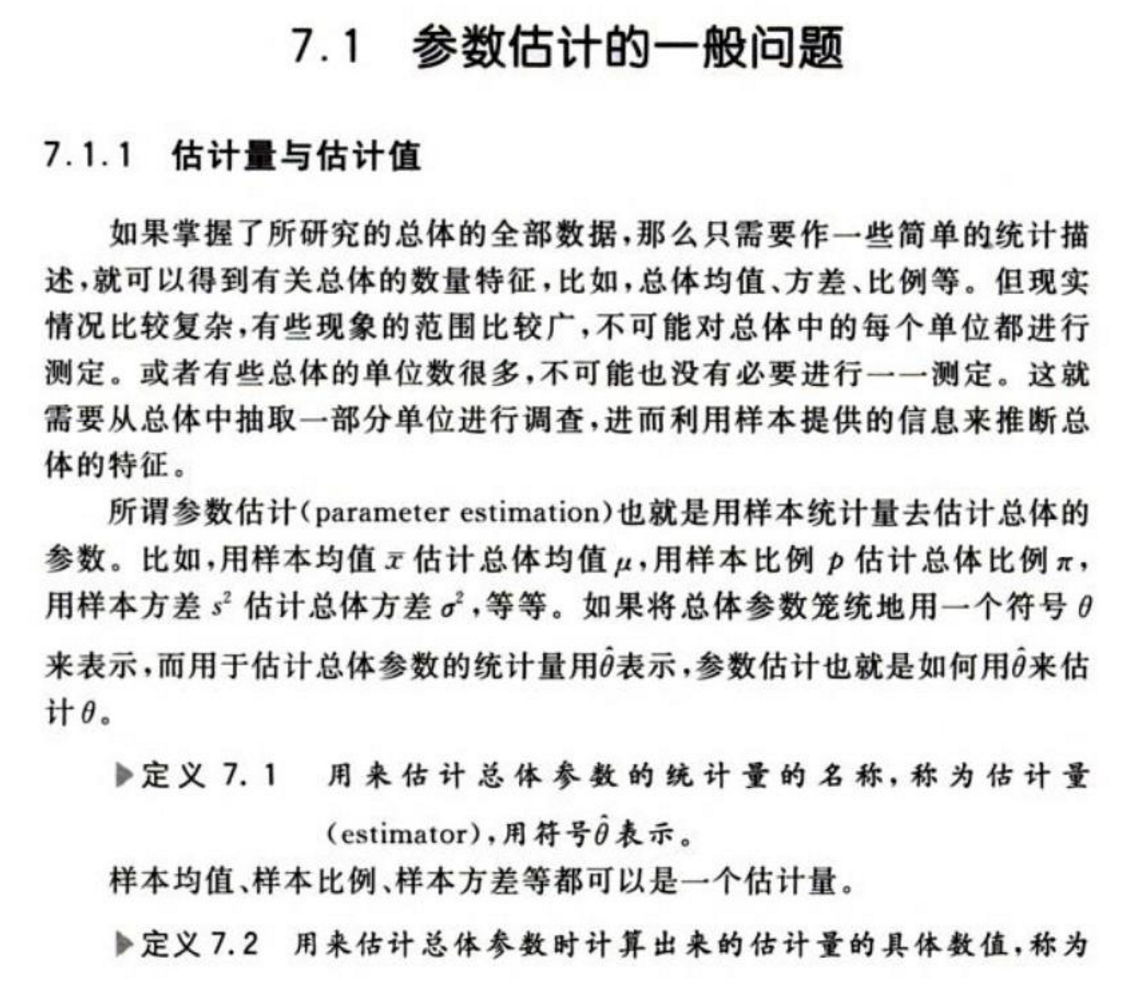 7.1 参数估计的一般问题
7.1.1 估计量与估计值
如果掌握了所研究的总体的全部数据,那么只需要作一些简单的统计描
述,就可以得到有关总体的数量特征,比如,总体均值、方差、比例等。但现实
情况比较复杂,有些现象的范围比较广,不可能对总体中的每个单位都进行
测定。或者有些总体的单位数很多,不可能也没有必要进行一一测定。这就
需要从总体中抽取一部分单位进行调查,进而利用样本提供的信息来推断总
体的特征。
所谓参数估计(parameter estimation)也就是用样本统计量去估计总体的
参数。比如,用样本均值 x̄ 估计总体均值 μ,用样本比例 p 估计总体比例 π,
用样本方差 s² 估计总体方差 σ²,等等。如果将总体参数笼统地用一个符号 θ
来表示,而用于估计总体参数的统计量用θ̂表示,参数估计也就是如何用θ̂来估
计 θ。
▶定义 7.1 用来估计总体参数的统计量的名称,称为估计量
(estimator),用符号θ̂表示。
样本均值、样本比例、样本方差等都可以是一个估计量。
▶定义 7.2 用来估计总体参数时计算出来的估计量的具体数值,称为